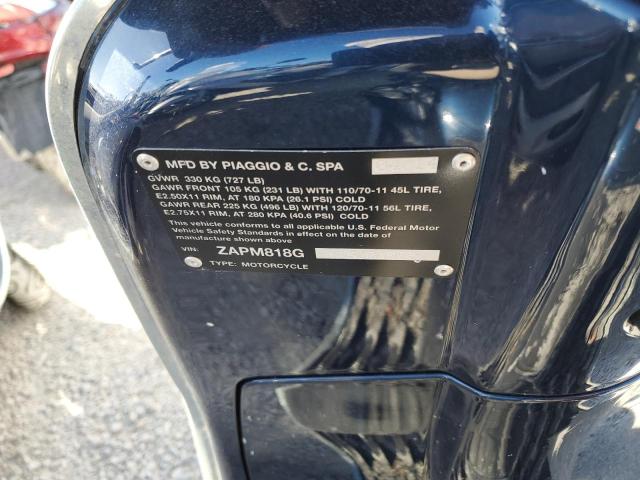 MFD BY PIAGGIO & C. SPA
GVWR 330 KG (727 LB)
GAWR FRONT 105 KG (231 LB) WITH 110/70-11 45L TIRE,
E2.50X11 RIM, AT 180 KPA (26.1 PSI) COLD
GAWR REAR 225 KG (496 LB) WITH 120/70-11 56L TIRE,
E2.75X11 RIM, AT 280 KPA (40.6 PSI) COLD
This vehicle conforms to all applicable U.S. Federal Motor
Vehicle Safety Standards in effect on the date of
manufacture shown above
VIN: ZAPM818G
TYPE: MOTORCYCLE